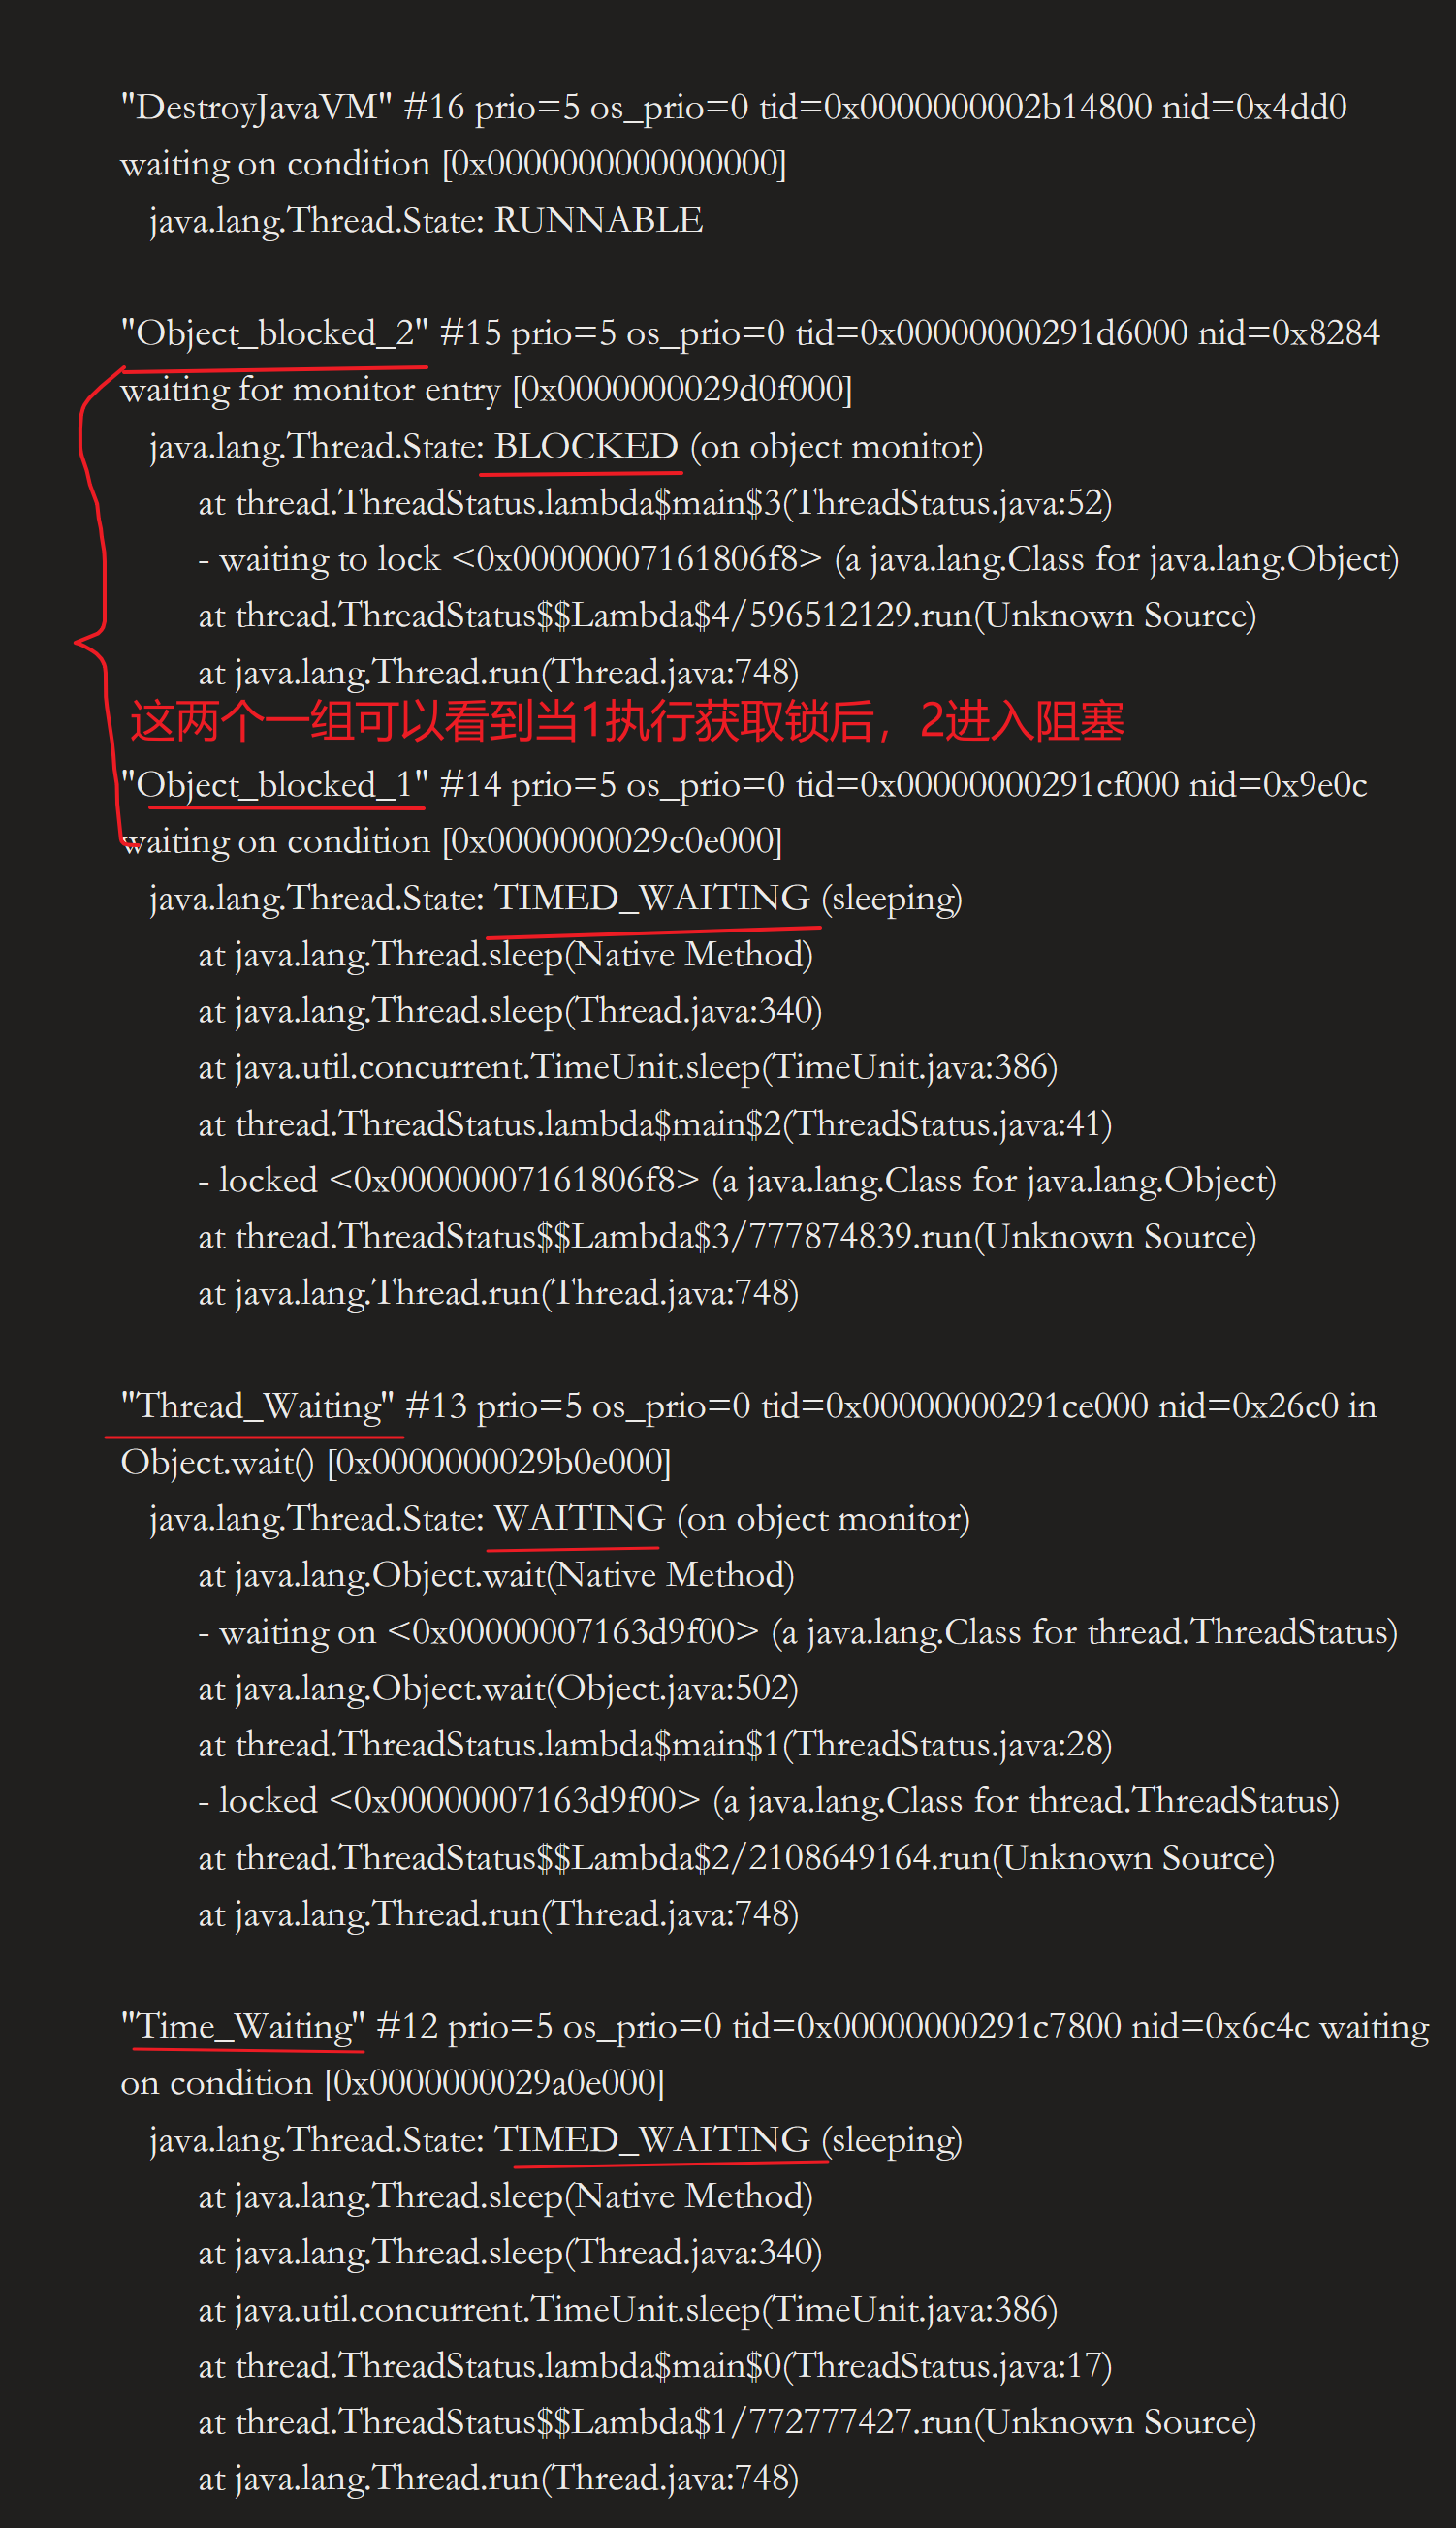 "DestroyJavaVM" #16 prio=5 os_prio=0 tid=0x0000000002b14800 nid=0x4dd0
waiting on condition [0x0000000000000000]
java.lang.Thread.State: RUNNABLE
"Object_blocked_2" #15 prio=5 os_prio=0 tid=0x00000000291d6000 nid=0x8284
waiting for monitor entry [0x0000000029d0f000]
java.lang.Thread.State: BLOCKED (on object monitor)
at thread.ThreadStatus.lambda$main$3(ThreadStatus.java:52)
- waiting to lock <0x00000007161806f8> (a java.lang.Class for java.lang.Object)
at thread.ThreadStatus$$Lambda$4/596512129.run(Unknown Source)
at java.lang.Thread.run(Thread.java:748)
这两个一组可以看到当1执行获取锁后，2进入阻塞
"Object_blocked_1" #14 prio=5 os_prio=0 tid=0x00000000291cf000 nid=0x9e0c
waiting on condition [0x0000000029c0e000]
java.lang.Thread.State: TIMED_WAITING (sleeping)
at java.lang.Thread.sleep(Native Method)
at java.lang.Thread.sleep(Thread.java:340)
at java.util.concurrent.TimeUnit.sleep(TimeUnit.java:386)
at thread.ThreadStatus.lambda$main$2(ThreadStatus.java:41)
- locked <0x00000007161806f8> (a java.lang.Class for java.lang.Object)
at thread.ThreadStatus$$Lambda$3/777874839.run(Unknown Source)
at java.lang.Thread.run(Thread.java:748)
"Thread_Waiting" #13 prio=5 os_prio=0 tid=0x00000000291ce000 nid=0x26c0 in
Object.wait() [0x0000000029b0e000]
java.lang.Thread.State: WAITING (on object monitor)
at java.lang.Object.wait(Native Method)
- waiting on <0x00000007163d9f00> (a java.lang.Class for thread.ThreadStatus)
at java.lang.Object.wait(Object.java:502)
at thread.ThreadStatus.lambda$main$1(ThreadStatus.java:28)
- locked <0x00000007163d9f00> (a java.lang.Class for thread.ThreadStatus)
at thread.ThreadStatus$$Lambda$2/2108649164.run(Unknown Source)
at java.lang.Thread.run(Thread.java:748)
"Time_Waiting" #12 prio=5 os_prio=0 tid=0x00000000291c7800 nid=0x6c4c waiting
on condition [0x0000000029a0e000]
java.lang.Thread.State: TIMED_WAITING (sleeping)
at java.lang.Thread.sleep(Native Method)
at java.lang.Thread.sleep(Thread.java:340)
at java.util.concurrent.TimeUnit.sleep(TimeUnit.java:386)
at thread.ThreadStatus.lambda$main$0(ThreadStatus.java:17)
at thread.ThreadStatus$$Lambda$1/772777427.run(Unknown Source)
at java.lang.Thread.run(Thread.java:748)